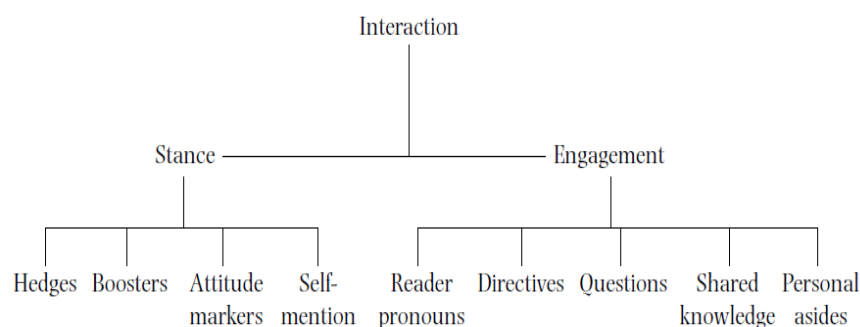 Interaction
Stance Engagement
Hedges Boosters Attitude Self- Reader Directives Questions Shared Personal
markers mention pronouns knowledge asides